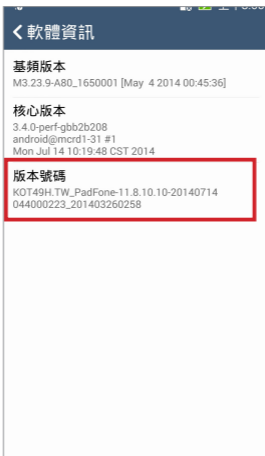 軟體資訊
基頻版本
M3.23.9-A80_1650001 [May 4 2014 00:45:36]
核心版本
3.4.0-perf-gbb2b208
android@mcrd1-31 #1
Mon Jul 14 10:19:48 CST 2014
版本號碼
KOT49H.TW_PadFone-11.8.10.10-20140714
044000223_201403260258